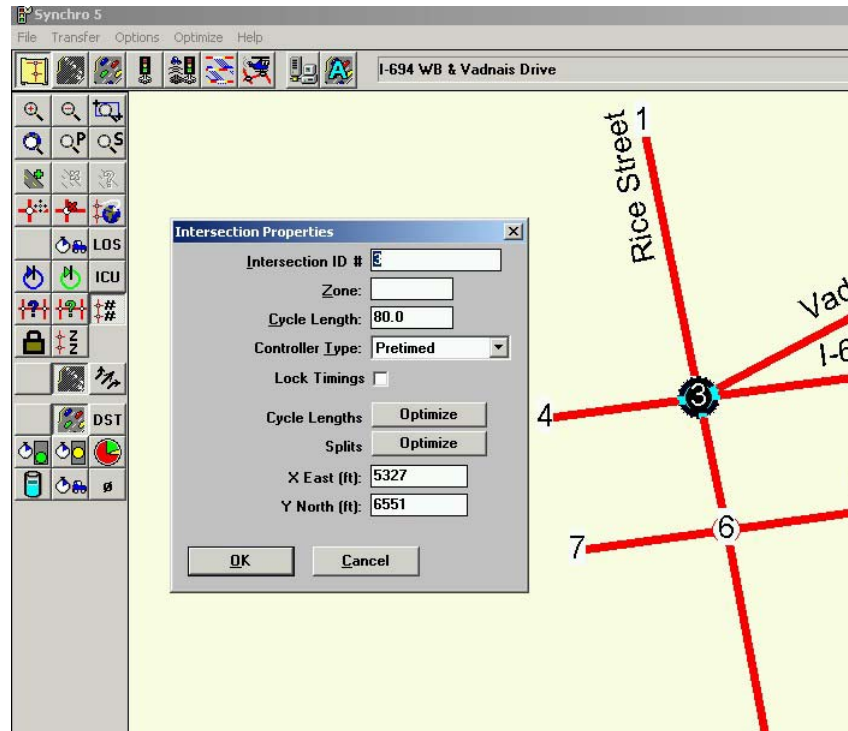 Synchro 5
File Transfer Options Optimize Help
I-694 WB & Vadnais Drive
P S
LOS
ICU
##
Z
Z
DST
ø
Intersection Properties
Intersection ID # 3
Zone:
Cycle Length: 80.0
Controller Type: Pretimed
Lock Timings
Cycle Lengths Optimize
Splits Optimize
X East (ft): 5327
Y North (ft): 6551
OK Cancel
1
Rice Street
Vad
I-6
3
4
6
7